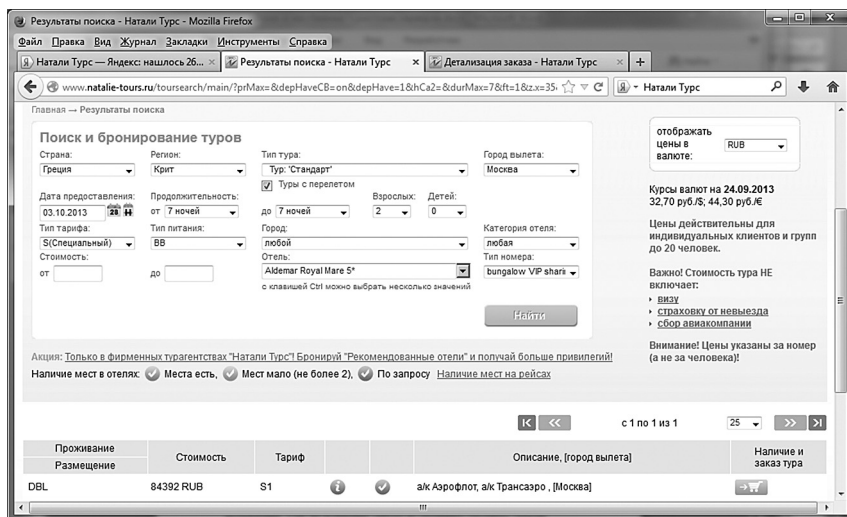 Результаты поиска - Натали Турс - Mozilla Firefox
Файл Правка Вид Журнал Закладки Инструменты Справка
Натали Турс — Яндекс: нашлось 26... × Результаты поиска - Натали Турс × Детализация заказа - Натали Турс × +
www.natalie-tours.ru/toursearch/main/?prMax=&depHaveCB=on&depHave=1&hCa2=&durMax=7&ft=1&z.x=35 Натали Турс
Главная → Результаты поиска
Поиск и бронирование туров
Страна: Регион: Тип тура: Город вылета:
Греция Крит Тур: 'Стандарт' Москва
Туры с перелетом
Дата предоставления: Продолжительность: Взрослых: Детей:
03.10.2013 от 7 ночей до 7 ночей 2 0
Тип тарифа: Тип питания: Город: Категория отеля:
S(Специальный) BB любой любая
Стоимость: Отель: Тип номера:
от до Aldemar Royal Mare 5* bungalow VIP shari
с клавишей Ctrl можно выбрать несколько значений
Найти
отображать
цены в RUB
валюте:
Курсы валют на 24.09.2013
32,70 руб./$; 44,30 руб./€
Цены действительны для
индивидуальных клиентов и групп
до 20 человек.
Важно! Стоимость тура НЕ
включает:
визу
страховку от невыезда
сбор авиакомпании
Внимание! Цены указаны за номер
(а не за человека)!
Акция: Только в фирменных турагентствах "Натали Турс"! Бронируй "Рекомендованные отели" и получай больше привилегий!
Наличие мест в отелях: Места есть, Мест мало (не более 2), По запросу Наличие мест на рейсах
с 1 по 1 из 1 25
Проживание Стоимость Тариф Описание, [город вылета] Наличие и
Размещение заказ тура
DBL 84392 RUB S1 а/к Аэрофлот, а/к Трансаэро , [Москва]